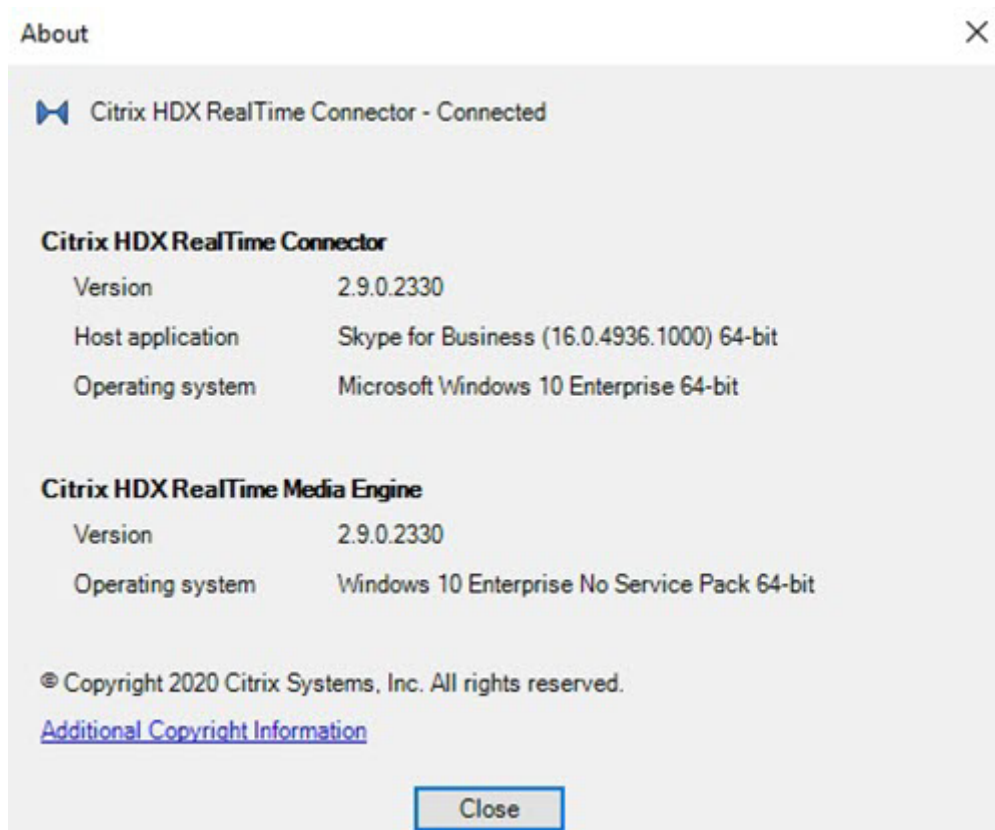 About
Citrix HDX RealTime Connector - Connected
Citrix HDX RealTime Connector
Version 2.9.0.2330
Host application Skype for Business (16.0.4936.1000) 64-bit
Operating system Microsoft Windows 10 Enterprise 64-bit
Citrix HDX RealTime Media Engine
Version 2.9.0.2330
Operating system Windows 10 Enterprise No Service Pack 64-bit
© Copyright 2020 Citrix Systems, Inc. All rights reserved.
Additional Copyright Information
Close